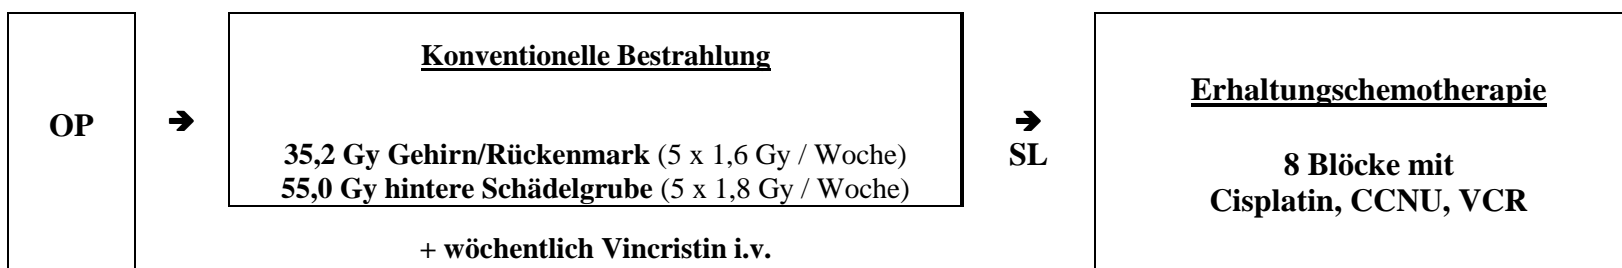 OP
➔
Konventionelle Bestrahlung
35,2 Gy Gehirn/Rückenmark (5 x 1,6 Gy / Woche)
55,0 Gy hintere Schädelgrube (5 x 1,8 Gy / Woche)
+ wöchentlich Vincristin i.v.
➔
SL
Erhaltungschemotherapie
8 Blöcke mit
Cisplatin, CCNU, VCR